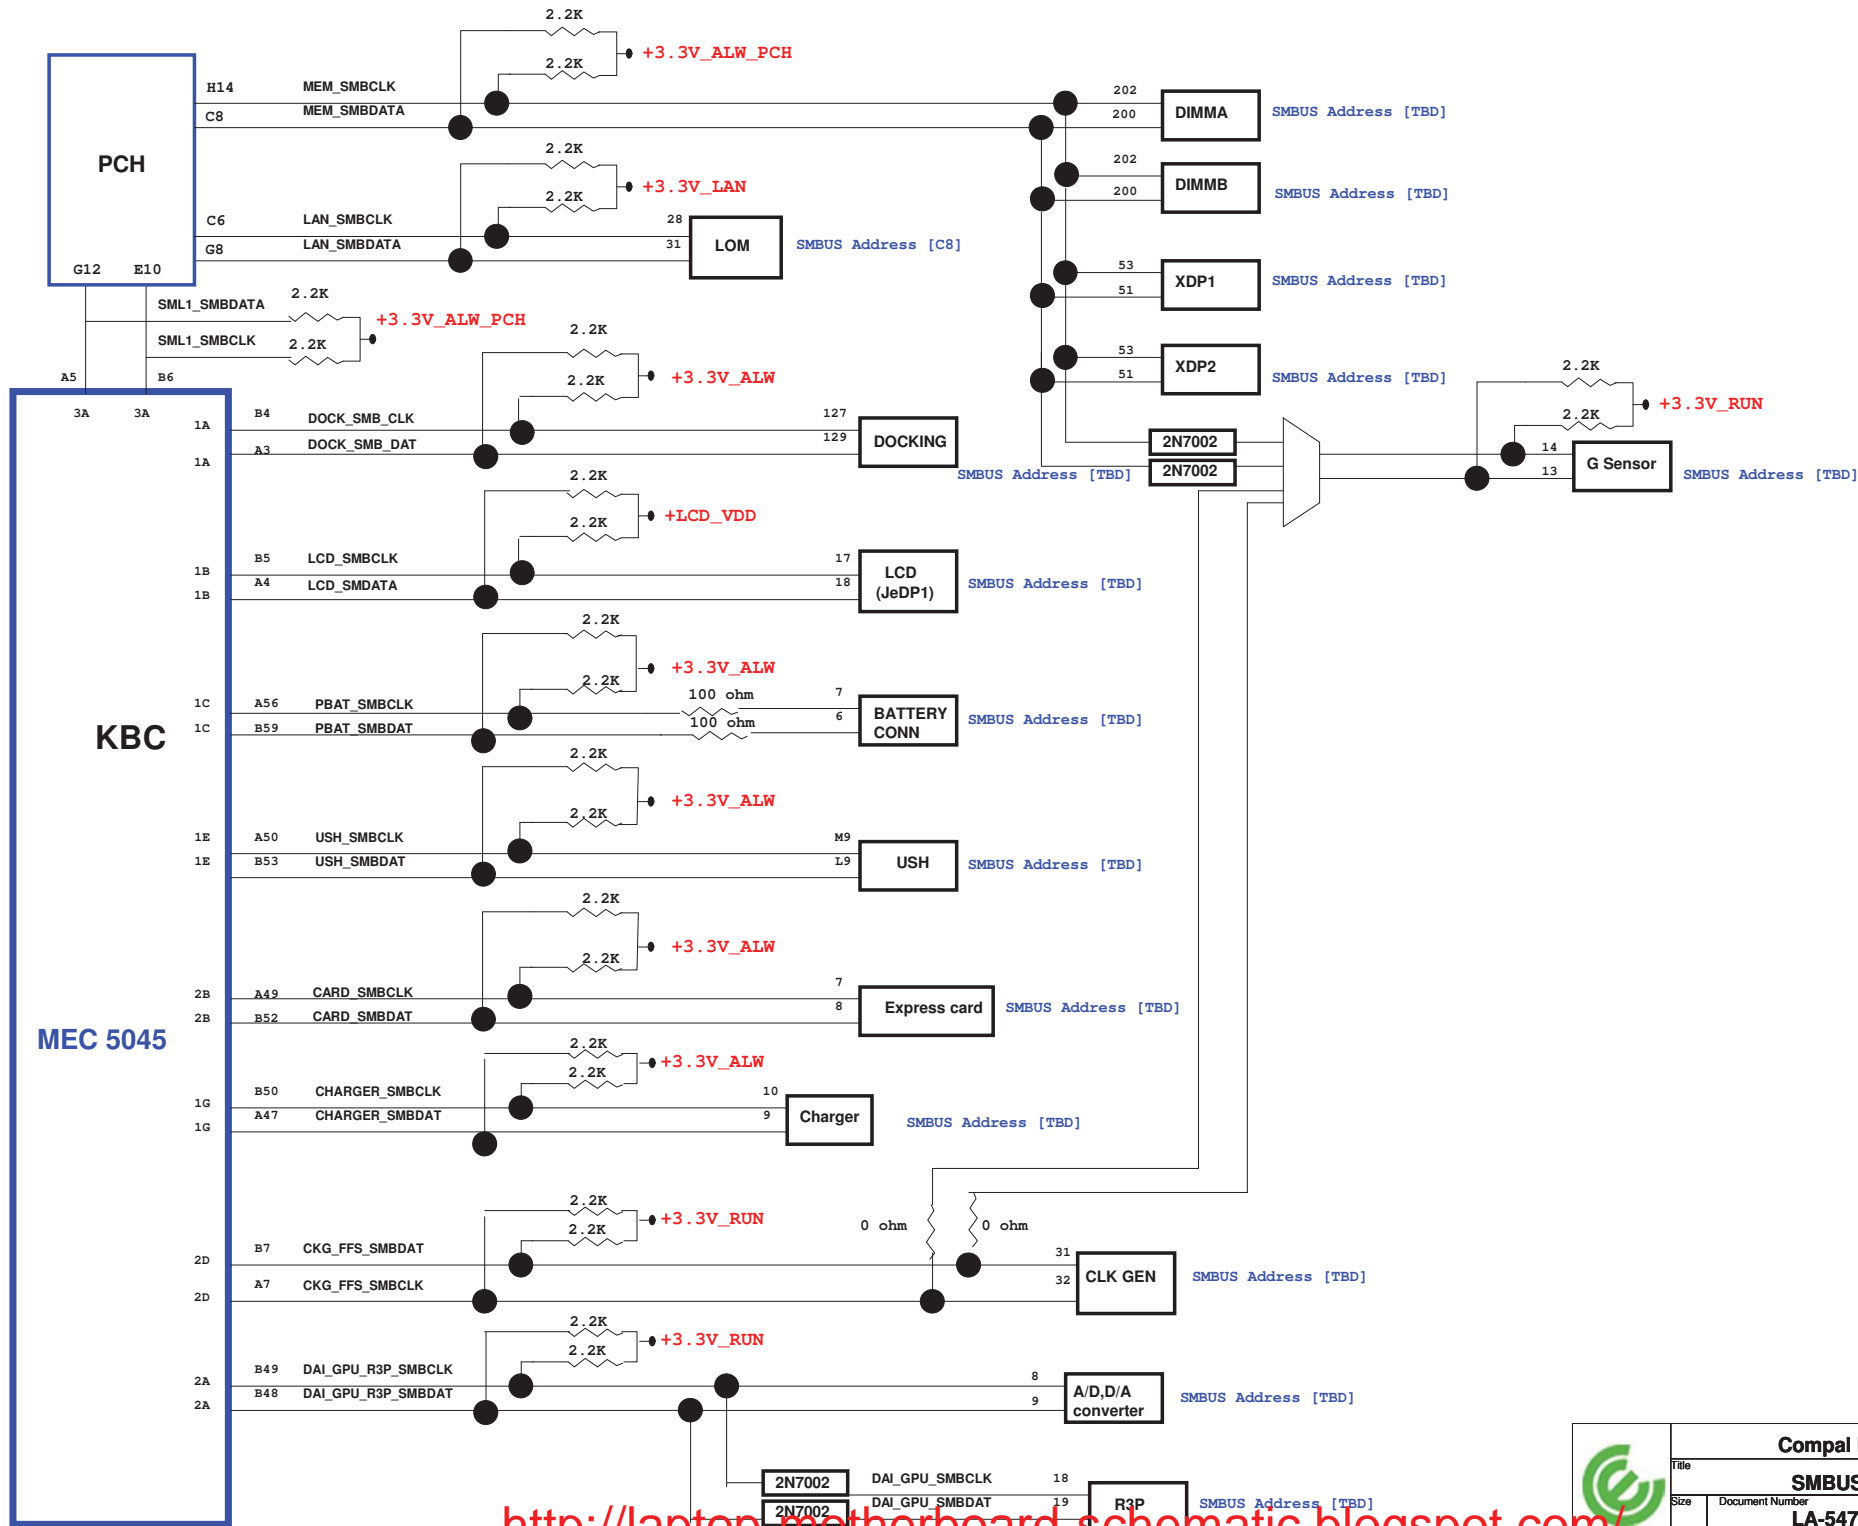 2.2K
+3.3V_ALW_PCH
2.2K
PCH
H14 MEM_SMBCLK
C8 MEM_SMBDATA
202
200
DIMMA
SMBUS Address [TBD]
2.2K
+3.3V_LAN
2.2K
202
200
DIMMB
SMBUS Address [TBD]
C6 LAN_SMBCLK
G8 LAN_SMBDATA
28
31
LOM
SMBUS Address [C8]
G12 E10
53
51
XDP1
SMBUS Address [TBD]
SML1_SMBDATA 2.2K
+3.3V_ALW_PCH
SML1_SMBCLK 2.2K
2.2K
+3.3V_ALW
2.2K
53
51
XDP2
SMBUS Address [TBD]
2.2K
+3.3V_RUN
2.2K
A5 B6
3A 3A
1A B4 DOCK_SMB_CLK
1A A3 DOCK_SMB_DAT
127
129
DOCKING
SMBUS Address [TBD]
2N7002
2N7002
14
13
G Sensor
SMBUS Address [TBD]
2.2K
+LCD_VDD
2.2K
1B B5 LCD_SMBCLK
1B A4 LCD_SMDATA
17
18
LCD
(JeDP1)
SMBUS Address [TBD]
2.2K
+3.3V_ALW
2.2K
KBC
1C A56 PBAT_SMBCLK
1C B59 PBAT_SMBDAT
100 ohm
100 ohm
7
6
BATTERY
CONN
SMBUS Address [TBD]
2.2K
+3.3V_ALW
2.2K
1E A50 USH_SMBCLK
1E B53 USH_SMBDAT
M9
L9
USH
SMBUS Address [TBD]
2.2K
+3.3V_ALW
2.2K
2B A49 CARD_SMBCLK
2B B52 CARD_SMBDAT
7
8
Express card
SMBUS Address [TBD]
MEC 5045
2.2K
+3.3V_ALW
2.2K
1G B50 CHARGER_SMBCLK
1G A47 CHARGER_SMBDAT
10
9
Charger
SMBUS Address [TBD]
2.2K
+3.3V_RUN
2.2K
0 ohm 0 ohm
2D B7 CKG_FFS_SMBDAT
2D A7 CKG_FFS_SMBCLK
31
32
CLK GEN
SMBUS Address [TBD]
2.2K
+3.3V_RUN
2.2K
2A B49 DAI_GPU_R3P_SMBCLK
2A B48 DAI_GPU_R3P_SMBDAT
8
9
A/D,D/A
converter
SMBUS Address [TBD]
2N7002 DAI_GPU_SMBCLK 18
2N7002 DAI_GPU_SMBDAT 19
R3P
SMBUS Address [TBD]
http://laptop-motherboard-schematic.blogspot.com/
Compal
Title
SMBUS
Size Document Number
LA-547